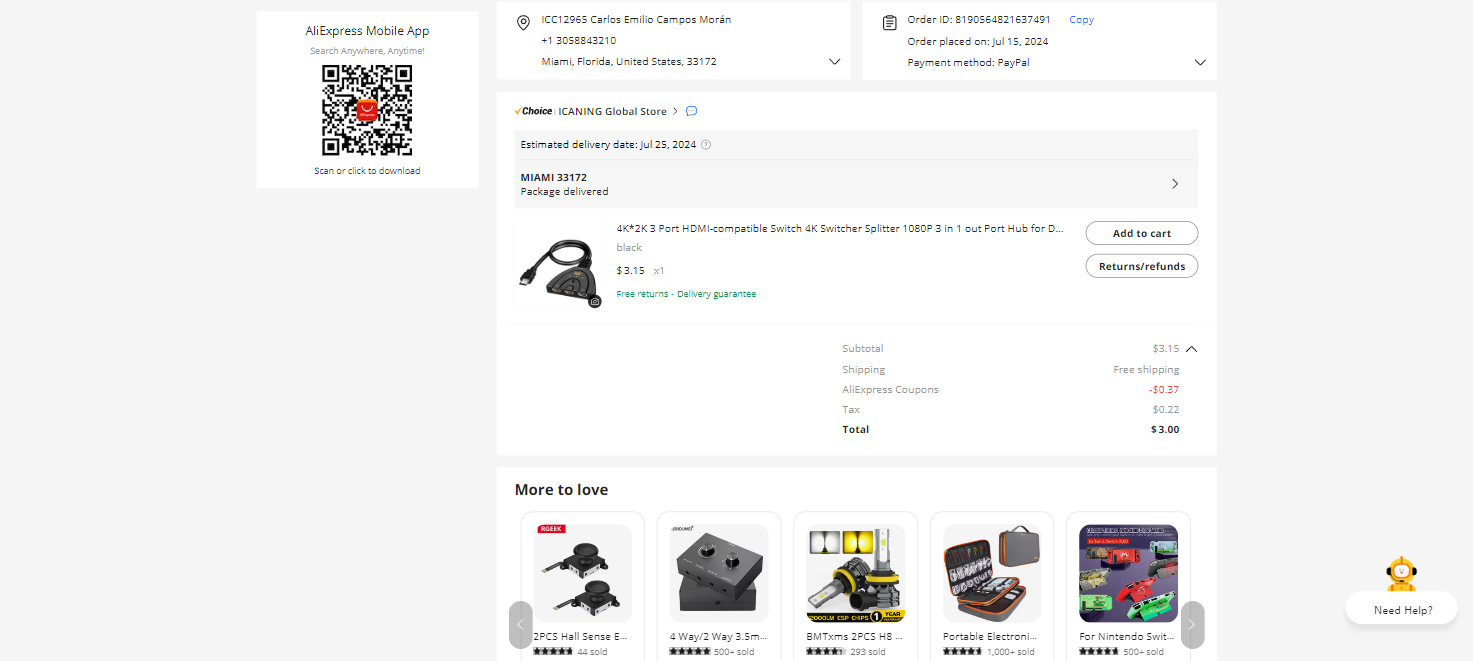 AliExpress Mobile App
Search Anywhere, Anytime!
Scan or click to download
ICC12965 Carlos Emilio Campos Morán
+1 3058843210
Miami, Florida, United States, 33172
Order ID: 8190564821637491 Copy
Order placed on: Jul 15, 2024
Payment method: PayPal
Choice ICANING Global Store
Estimated delivery date: Jul 25, 2024
MIAMI 33172
Package delivered
4K*2K 3 Port HDMI-compatible Switch 4K Switcher Splitter 1080P 3 in 1 out Port Hub for D...
black
$3.15 x1
Free returns - Delivery guarantee
Add to cart
Returns/refunds
Subtotal $3.15
Shipping Free shipping
AliExpress Coupons -$0.37
Tax $0.22
Total $3.00
More to love
RGEEK
2PCS Hall Sense E...
44 sold
4 Way/2 Way 3.5m...
500+ sold
2000LM CSP CHIPS 1 YEAR
BMTxms 2PCS H8 ...
293 sold
Portable Electroni...
1,000+ sold
For Nintendo Swit...
500+ sold
Need Help?